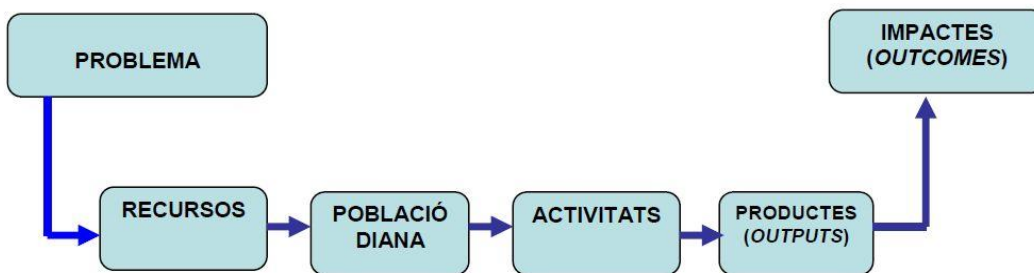 PROBLEMA
IMPACTES
(OUTCOMES)
RECURSOS
POBLACIÓ
DIANA
ACTIVITATS
PRODUCTES
(OUTPUTS)